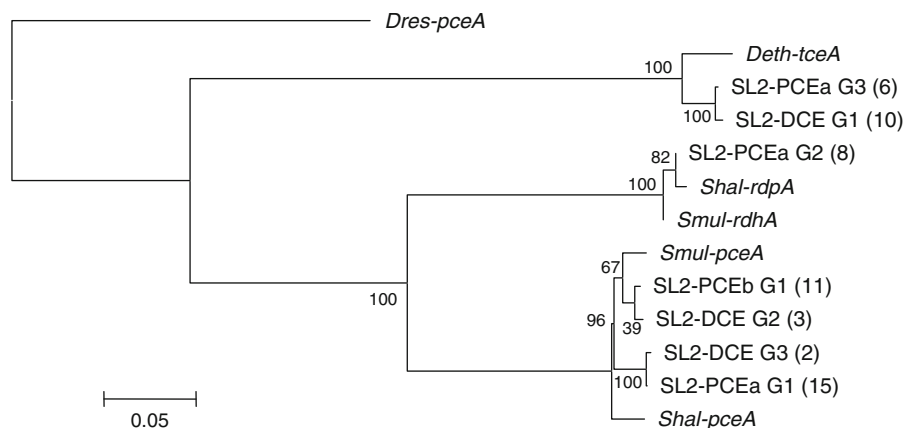 Dres-pceA
Deth-tceA
100
SL2-PCEa G3 (6)
100
SL2-DCE G1 (10)
SL2-PCEa G2 (8)
82
100
Shal-rdpA
Smul-rdhA
Smul-pceA
67
SL2-PCEb G1 (11)
100
96
39
SL2-DCE G2 (3)
SL2-DCE G3 (2)
100
SL2-PCEa G1 (15)
0.05
Shal-pceA